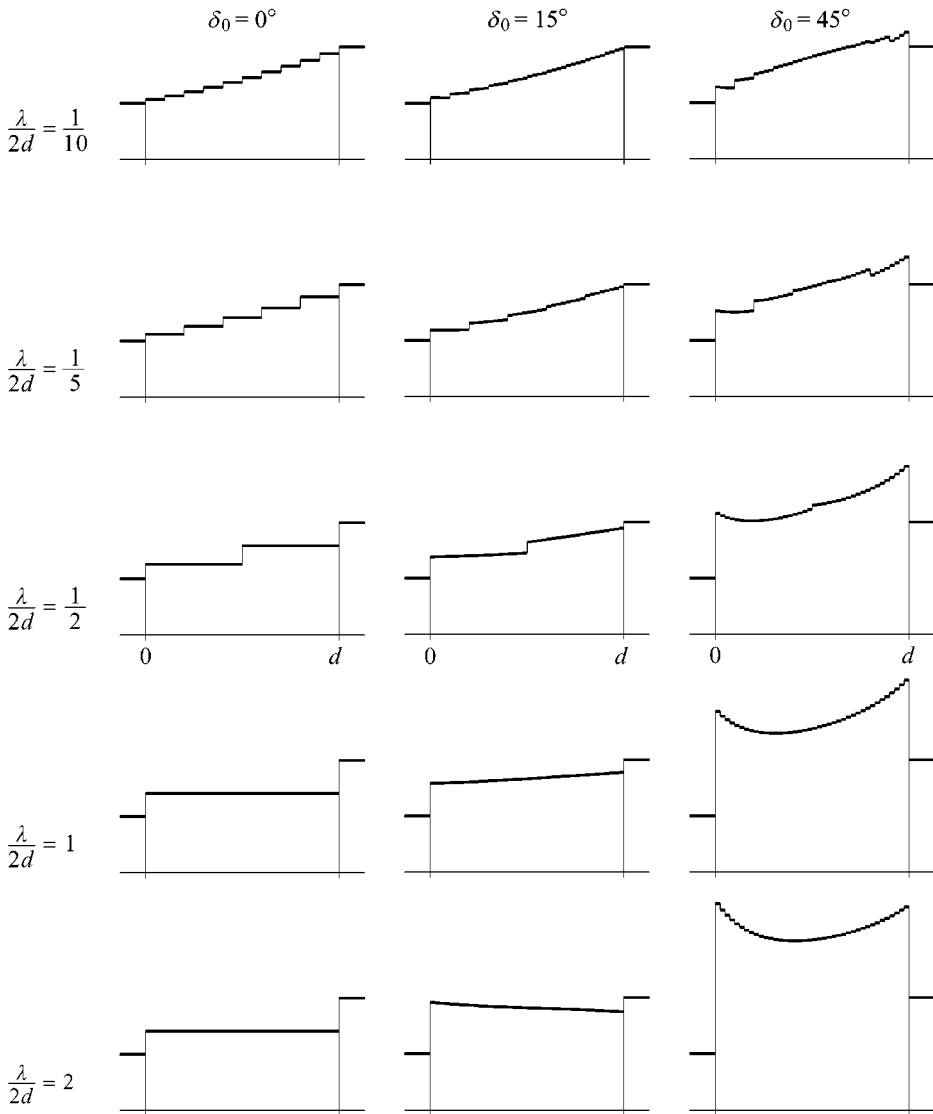 δ₀ = 0° δ₀ = 15° δ₀ = 45°
λ/2d = 1/10
λ/2d = 1/5
λ/2d = 1/2
0 d 0 d 0 d
λ/2d = 1
λ/2d = 2